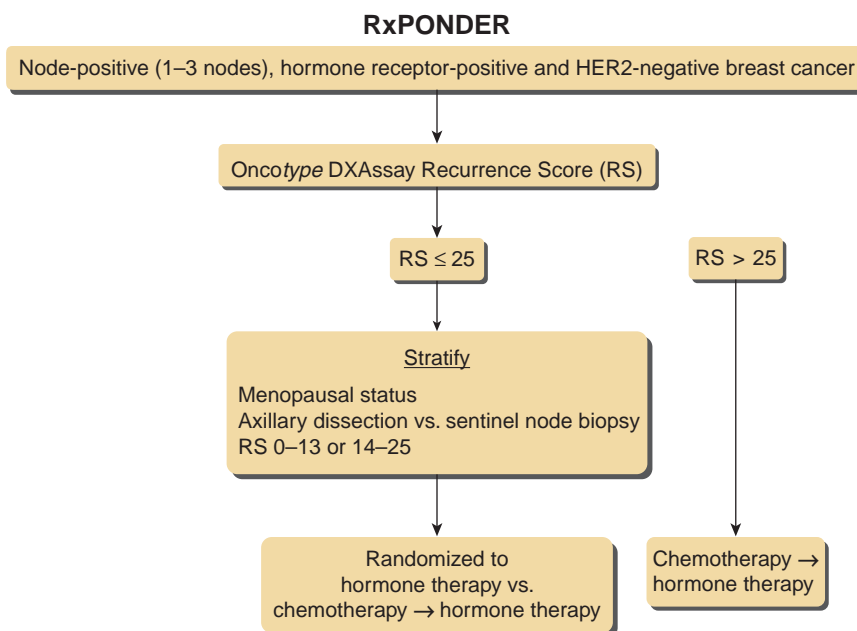 RxPONDER
Node-positive (1–3 nodes), hormone receptor-positive and HER2-negative breast cancer
Oncotype DXAssay Recurrence Score (RS)
RS ≤ 25
RS > 25
Stratify
Menopausal status
Axillary dissection vs. sentinel node biopsy
RS 0–13 or 14–25
Randomized to
hormone therapy vs.
chemotherapy → hormone therapy
Chemotherapy →
hormone therapy